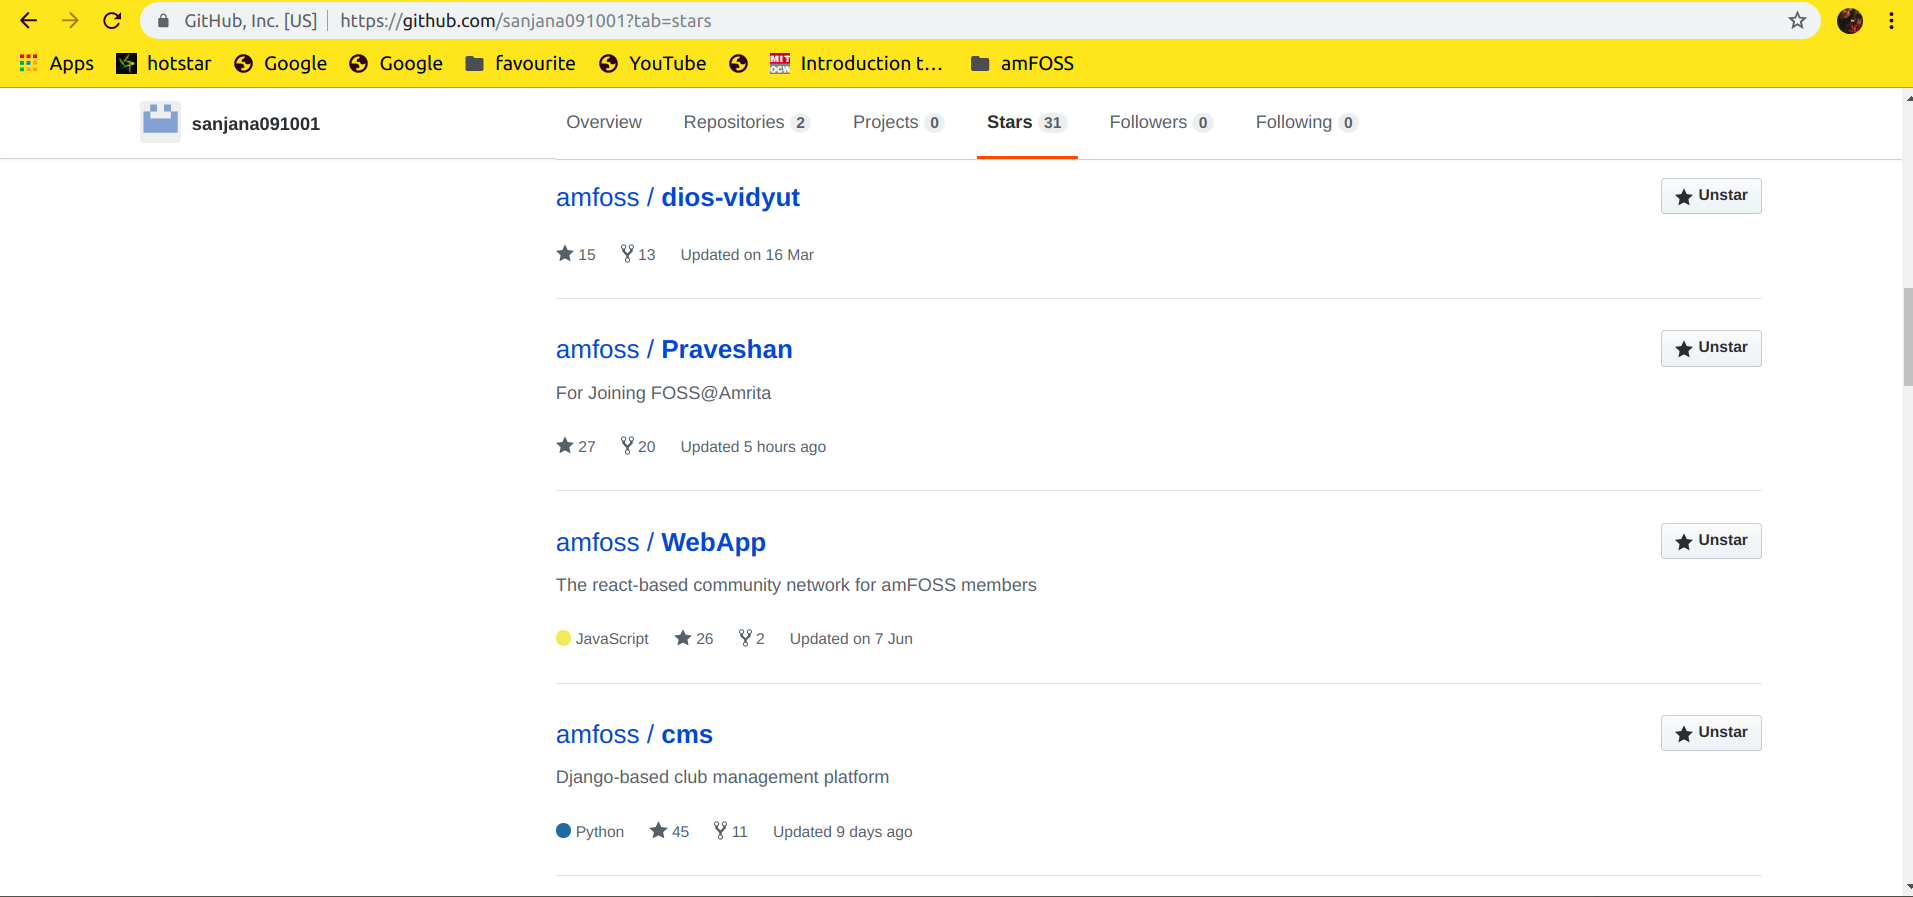 GitHub, Inc. [US] | https://github.com/sanjana091001?tab=stars
Apps hotstar Google Google favourite YouTube MIT OCW Introduction t... amFOSS
sanjana091001 Overview Repositories 2 Projects 0 Stars 31 Followers 0 Following 0
amfoss / dios-vidyut Unstar
15 13 Updated on 16 Mar
amfoss / Praveshan Unstar
For Joining FOSS@Amrita
27 20 Updated 5 hours ago
amfoss / WebApp Unstar
The react-based community network for amFOSS members
JavaScript 26 2 Updated on 7 Jun
amfoss / cms Unstar
Django-based club management platform
Python 45 11 Updated 9 days ago